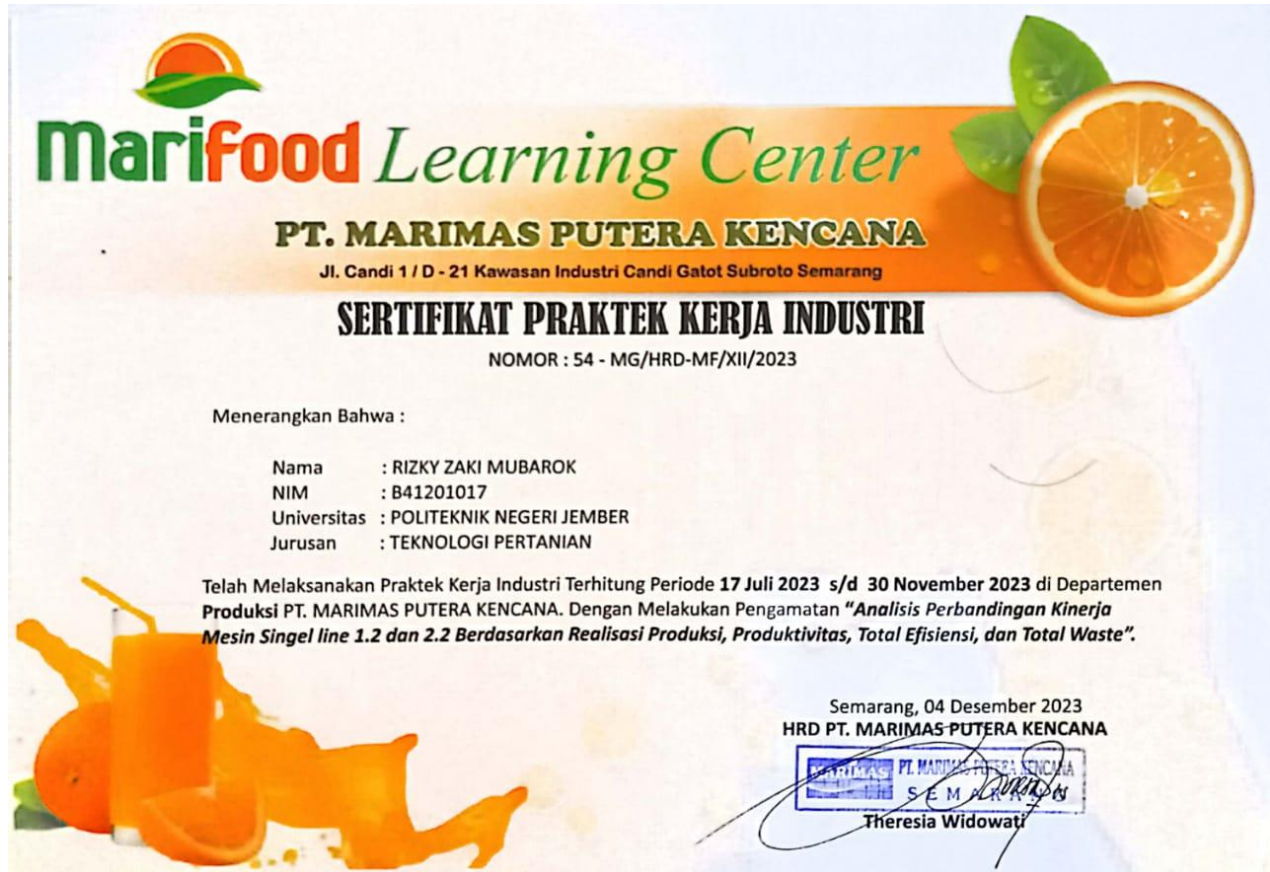 Marifood Learning Center
PT. MARIMAS PUTERA KENCANA
Jl. Candi 1 / D - 21 Kawasan Industri Candi Gatot Subroto Semarang
SERTIFIKAT PRAKTEK KERJA INDUSTRI
NOMOR : 54 - MG/HRD-MF/XII/2023
Menerangkan Bahwa :
Nama : RIZKY ZAKI MUBAROK
NIM : B41201017
Universitas : POLITEKNIK NEGERI JEMBER
Jurusan : TEKNOLOGI PERTANIAN
Telah Melaksanakan Praktek Kerja Industri Terhitung Periode 17 Juli 2023 s/d 30 November 2023 di Departemen
Produksi PT. MARIMAS PUTERA KENCANA. Dengan Melakukan Pengamatan “Analisis Perbandingan Kinerja
Mesin Singel line 1.2 dan 2.2 Berdasarkan Realisasi Produksi, Produktivitas, Total Efisiensi, dan Total Waste”.
Semarang, 04 Desember 2023
HRD PT. MARIMAS PUTERA KENCANA
MARIMAS PT. MARIMAS PUTERA KENCANA
SEMARANG
Theresia Widowati